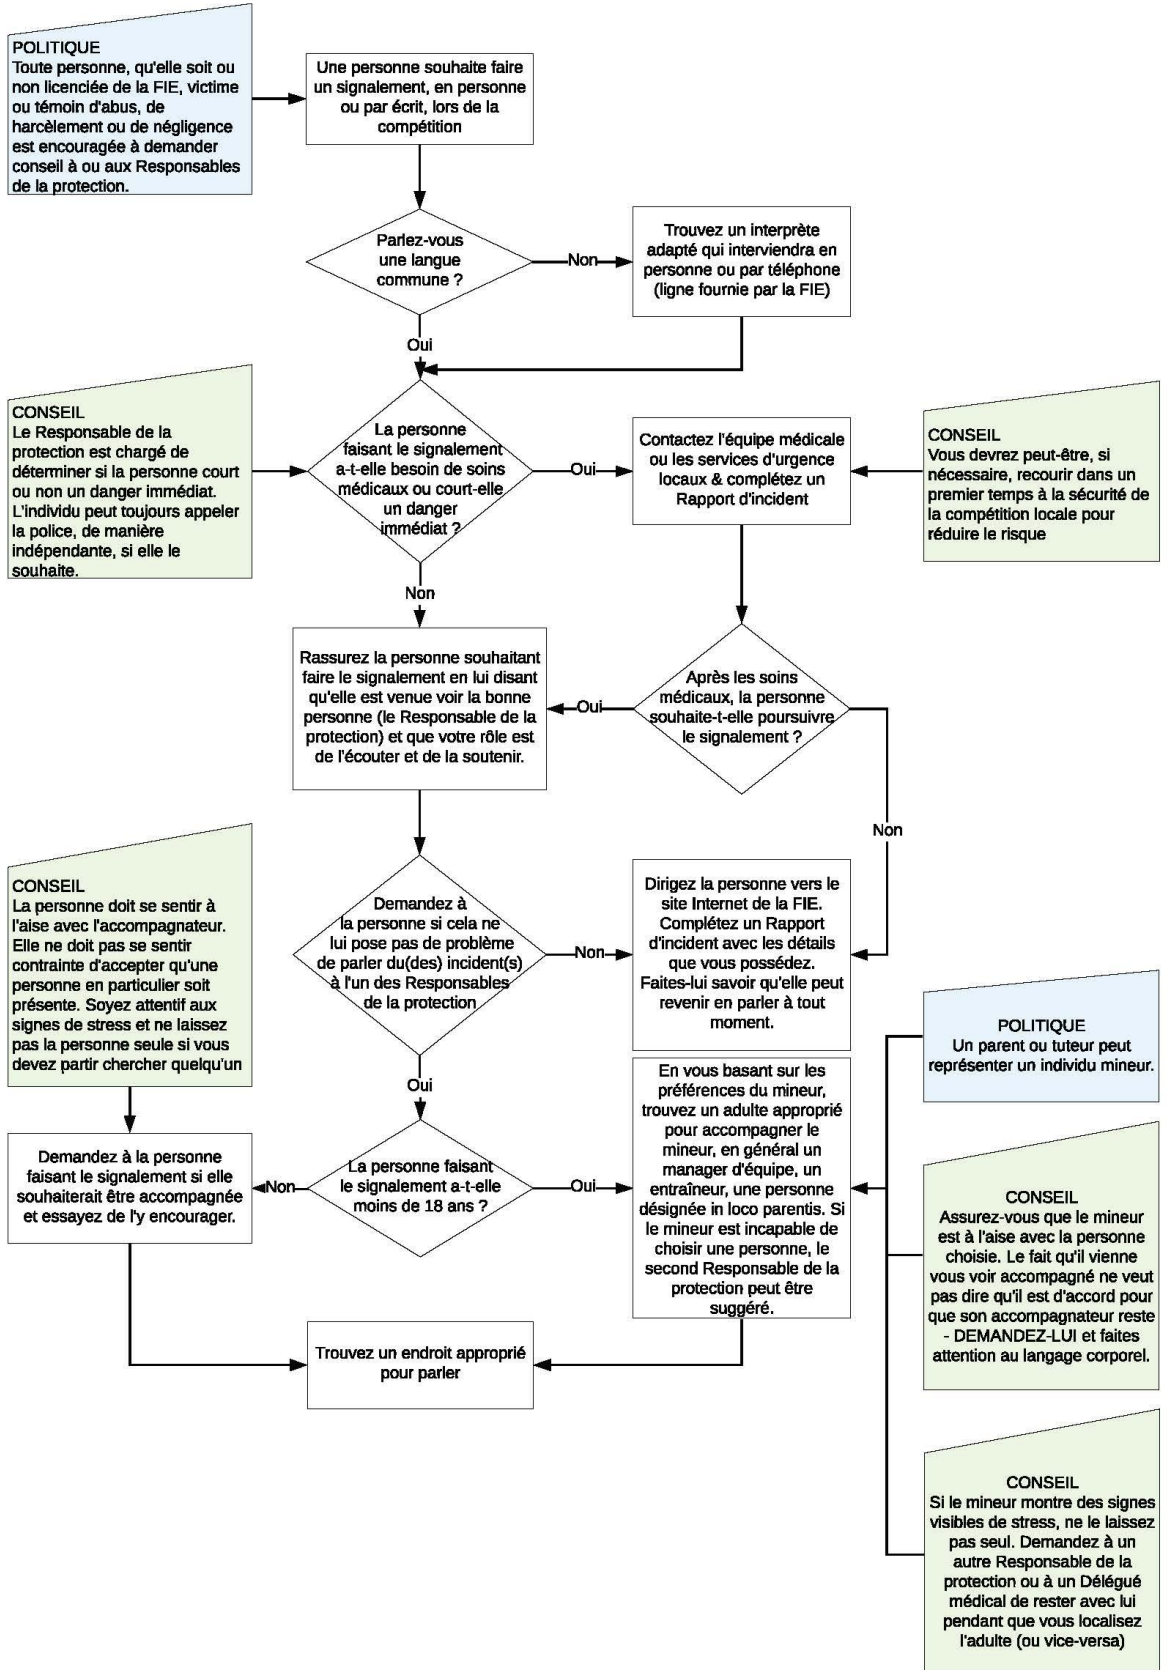 POLITIQUE
Toute personne, qu'elle soit ou
non licenciée de la FIE, victime
ou témoin d'abus, de
harcèlement ou de négligence
est encouragée à demander
conseil à ou aux Responsables
de la protection.
Une personne souhaite faire
un signalement, en personne
ou par écrit, lors de la
compétition
Parlez-vous
une langue
commune ?
Non
Trouvez un interprète
adapté qui interviendra en
personne ou par téléphone
(ligne fournie par la FIE)
Oui
CONSEIL
Le Responsable de la
protection est chargé de
déterminer si la personne court
ou non un danger immédiat.
L'individu peut toujours appeler
la police, de manière
indépendante, si elle le
souhaite.
La personne
faisant le signalement
a-t-elle besoin de soins
médicaux ou court-elle
un danger
immédiat ?
Oui
Contactez l'équipe médicale
ou les services d'urgence
locaux & complétez un
Rapport d'incident
CONSEIL
Vous devrez peut-être, si
nécessaire, recourir dans un
premier temps à la sécurité de
la compétition locale pour
réduire le risque
Non
Rassurez la personne souhaitant
faire le signalement en lui disant
qu'elle est venue voir la bonne
personne (le Responsable de la
protection) et que votre rôle est
de l'écouter et de la soutenir.
Oui
Après les soins
médicaux, la personne
souhaite-t-elle poursuivre
le signalement ?
Non
CONSEIL
La personne doit se sentir à
l'aise avec l'accompagnateur.
Elle ne doit pas se sentir
contrainte d'accepter qu'une
personne en particulier soit
présente. Soyez attentif aux
signes de stress et ne laissez
pas la personne seule si vous
devez partir chercher quelqu'un
Demandez à
la personne si cela ne
lui pose pas de problème
de parler du(des) incident(s)
à l'un des Responsables
de la protection
Non
Dirigez la personne vers le
site Internet de la FIE.
Complétez un Rapport
d'incident avec les détails
que vous possédez.
Faites-lui savoir qu'elle peut
revenir en parler à tout
moment.
Oui
POLITIQUE
Un parent ou tuteur peut
représenter un individu mineur.
Demandez à la personne
faisant le signalement si elle
souhaiterait être accompagnée
et essayez de l'y encourager.
Non
La personne faisant
le signalement a-t-elle
moins de 18 ans ?
Oui
En vous basant sur les
préférences du mineur,
trouvez un adulte approprié
pour accompagner le
mineur, en général un
manager d'équipe, un
entraîneur, une personne
désignée in loco parentis. Si
le mineur est incapable de
choisir une personne, le
second Responsable de la
protection peut être
suggéré.
CONSEIL
Assurez-vous que le mineur
est à l'aise avec la personne
choisie. Le fait qu'il vienne
vous voir accompagné ne veut
pas dire qu'il est d'accord pour
que son accompagnateur reste
- DEMANDEZ-LUI et faites
attention au langage corporel.
Trouvez un endroit approprié
pour parler
CONSEIL
Si le mineur montre des signes
visibles de stress, ne le laissez
pas seul. Demandez à un
autre Responsable de la
protection ou à un Délégué
médical de rester avec lui
pendant que vous localisez
l'adulte (ou vice-versa)